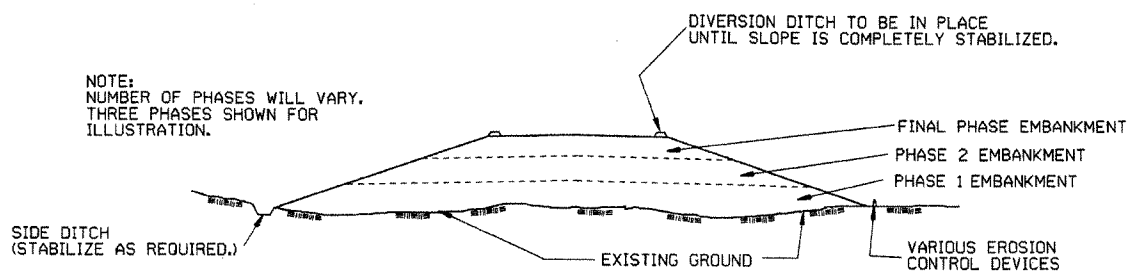 DIVERSION DITCH TO BE IN PLACE
UNTIL SLOPE IS COMPLETELY STABILIZED.
NOTE:
NUMBER OF PHASES WILL VARY.
THREE PHASES SHOWN FOR
ILLUSTRATION.
FINAL PHASE EMBANKMENT
PHASE 2 EMBANKMENT
PHASE 1 EMBANKMENT
SIDE DITCH
(STABILIZE AS REQUIRED.)
EXISTING GROUND
VARIOUS EROSION
CONTROL DEVICES